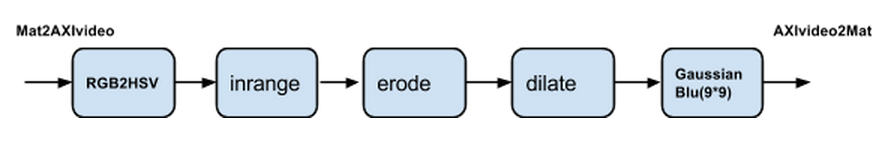 Mat2AXIvideo
AXIvideo2Mat
RGB2HSV
inrange
erode
dilate
Gaussian
Blu(9*9)